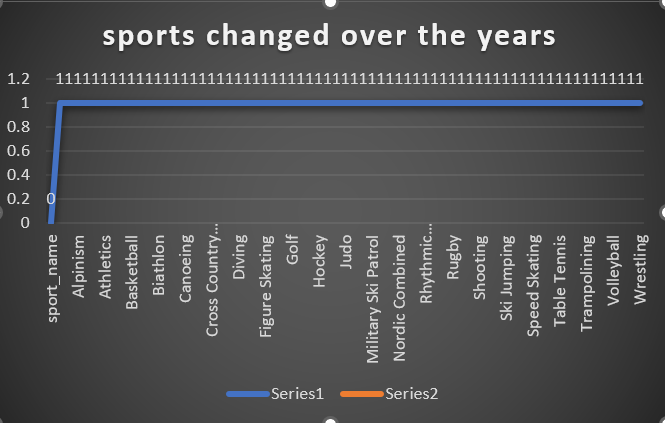 sports changed over the years
1.2
1
0.8
0.6
0.4
0.2
0
0
111111111111111111111111111111111111111111111111111111111111111111
sport_name
Alpinism
Athletics
Basketball
Biathlon
Canoeing
Cross Country…
Diving
Figure Skating
Golf
Hockey
Judo
Military Ski Patrol
Nordic Combined
Rhythmic…
Rugby
Shooting
Ski Jumping
Speed Skating
Table Tennis
Trampolining
Volleyball
Wrestling
Series1
Series2